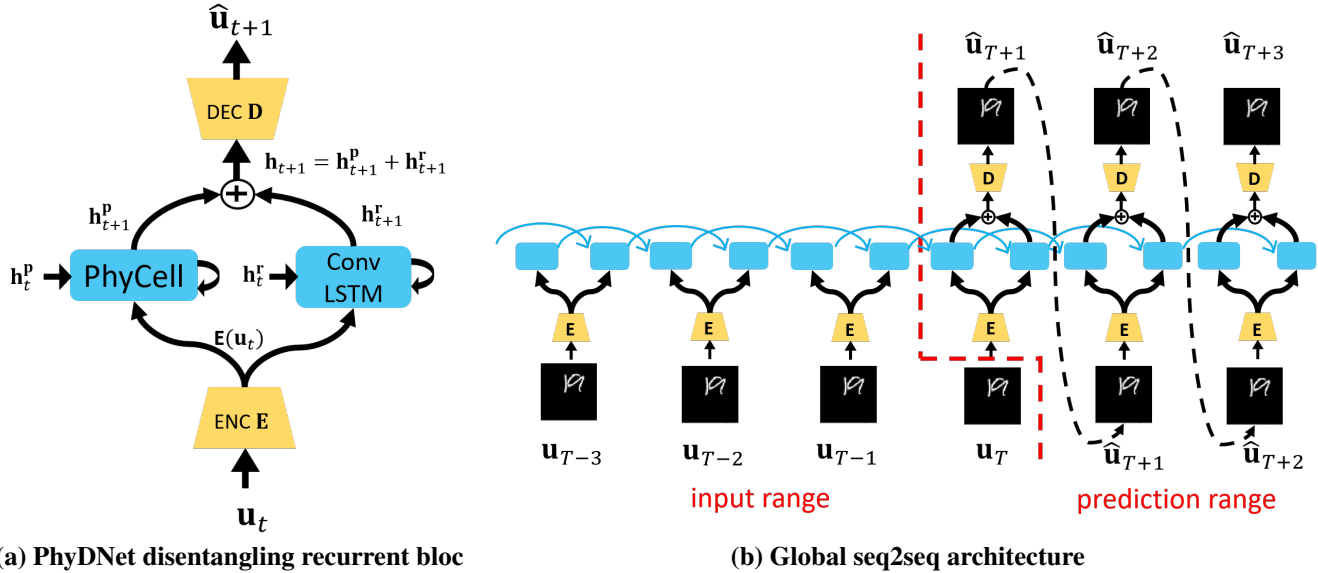 û_{t+1}
DEC D
h_{t+1} = h^p_{t+1} + h^r_{t+1}
+
h^p_{t+1}
h^r_{t+1}
h^p_t
PhyCell
h^r_t
Conv
LSTM
E(u_t)
ENC E
u_t
(a) PhyDNet disentangling recurrent bloc
û_{T+1} û_{T+2} û_{T+3}
D D D
+ + +
E E E E E E
u_{T−3} u_{T−2} u_{T−1} u_T û_{T+1} û_{T+2}
input range prediction range
(b) Global seq2seq architecture